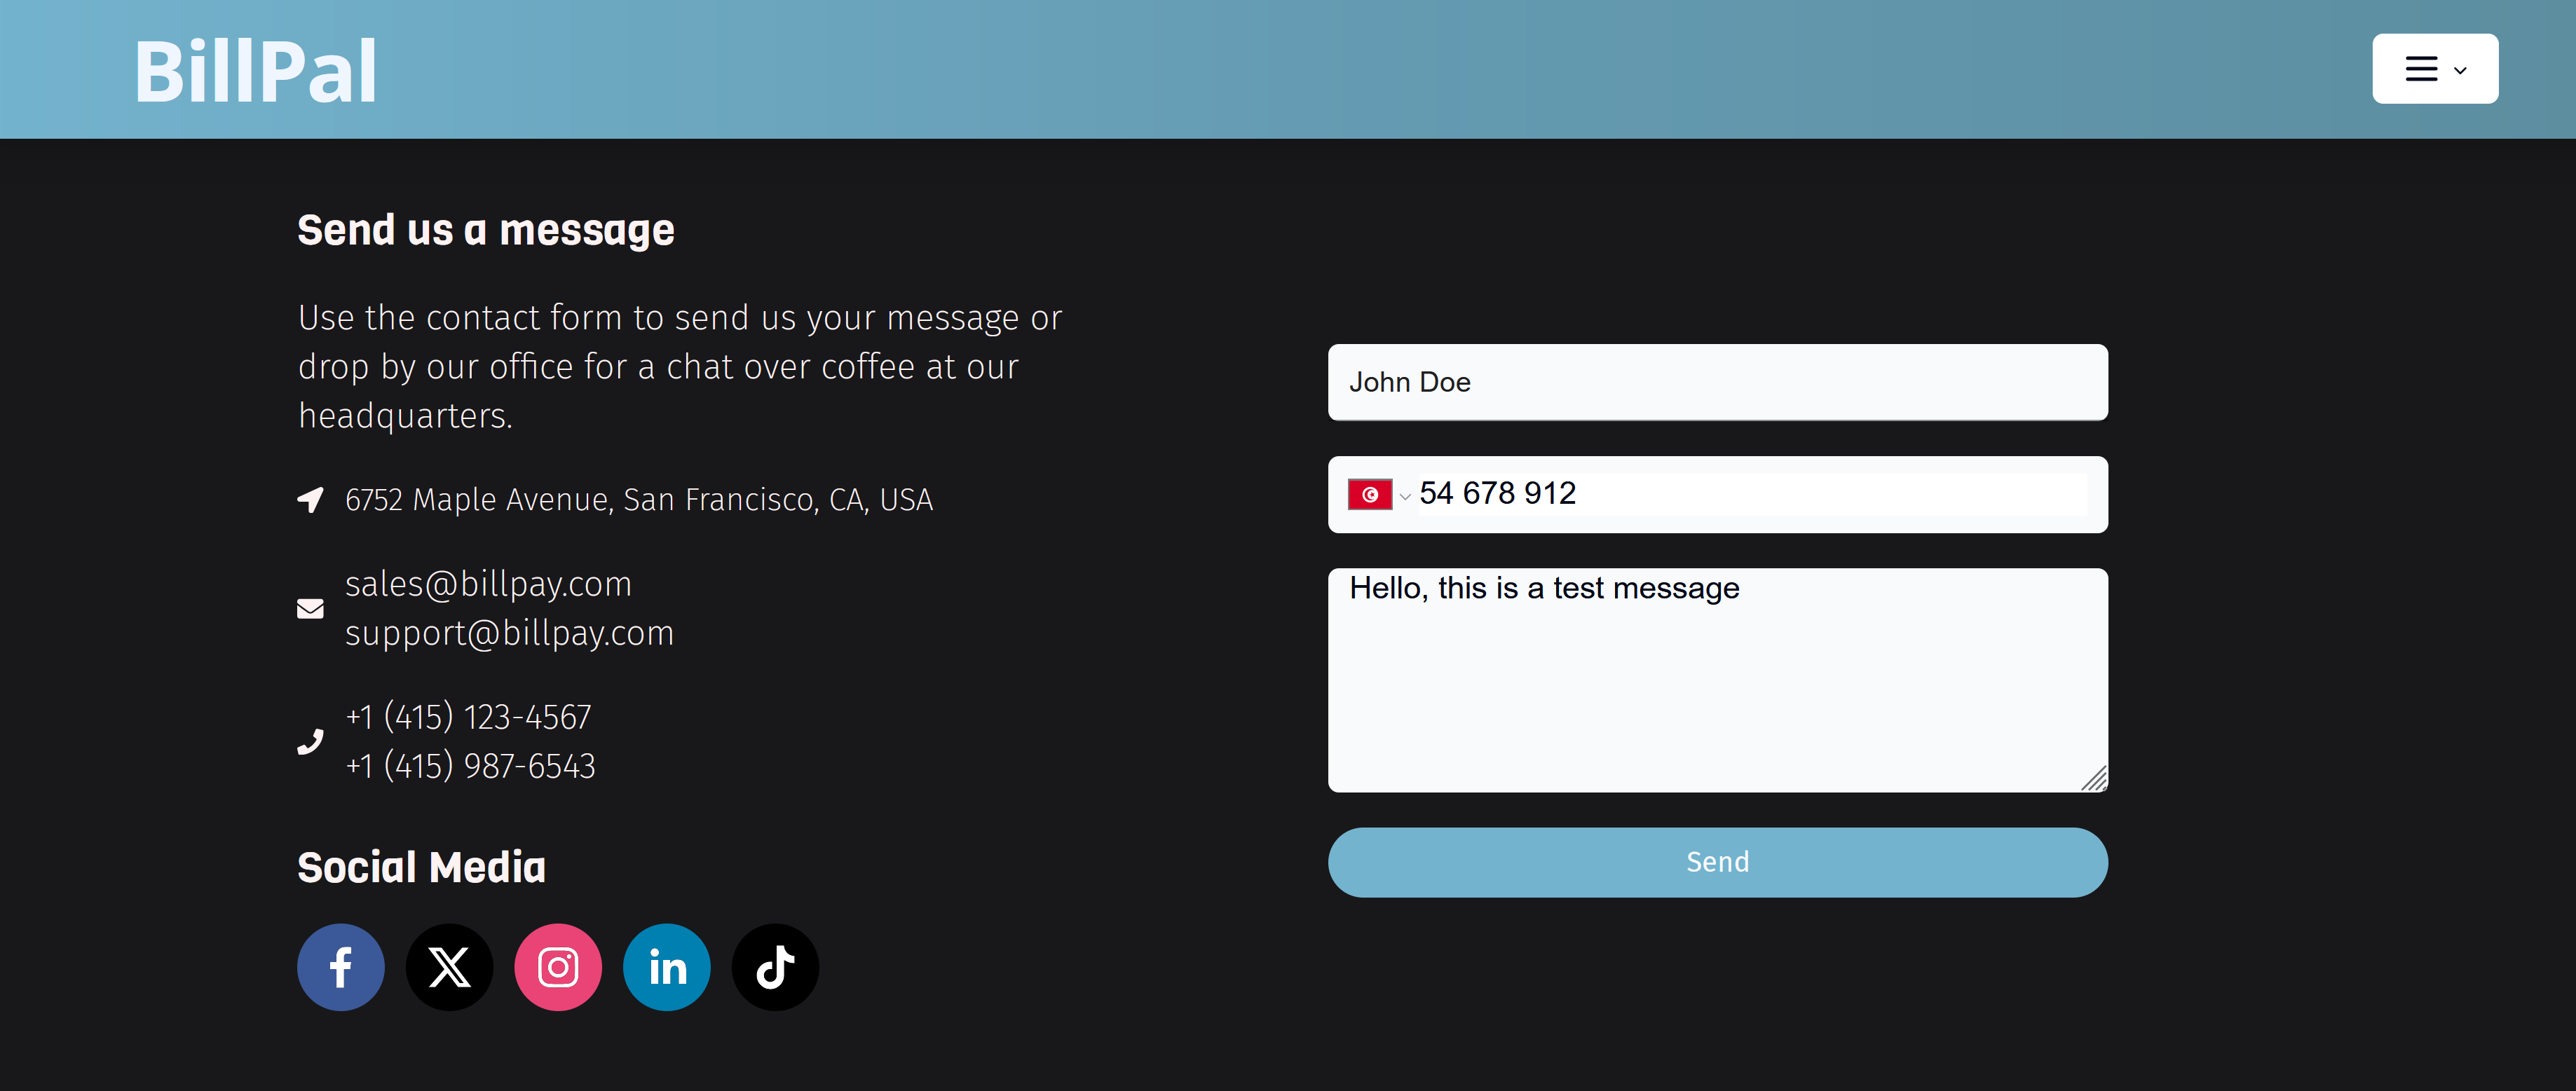 BillPal
Send us a message
Use the contact form to send us your message or
drop by our office for a chat over coffee at our
headquarters.
6752 Maple Avenue, San Francisco, CA, USA
sales@billpay.com
support@billpay.com
+1 (415) 123-4567
+1 (415) 987-6543
Social Media
John Doe
54 678 912
Hello, this is a test message
Send